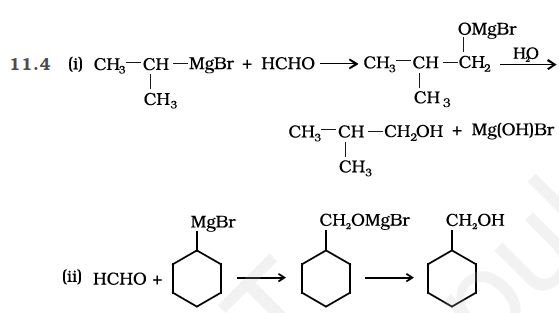 OMgBr
11.4 (i) CH₃—CH—MgBr + HCHO ⟶ CH₃—CH—CH₂ H₂O ⟶
CH₃ CH₃
CH₃—CH—CH₂OH + Mg(OH)Br
CH₃
MgBr CH₂OMgBr CH₂OH
(ii) HCHO + ⟶ ⟶